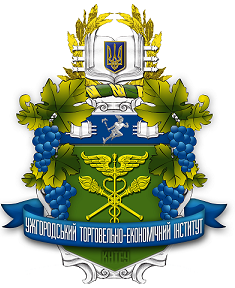 УЖГОРОДСЬКИЙ ТОРГОВЕЛЬНО-ЕКОНОМІЧНИЙ ІНСТИТУТ
КНТЕУ